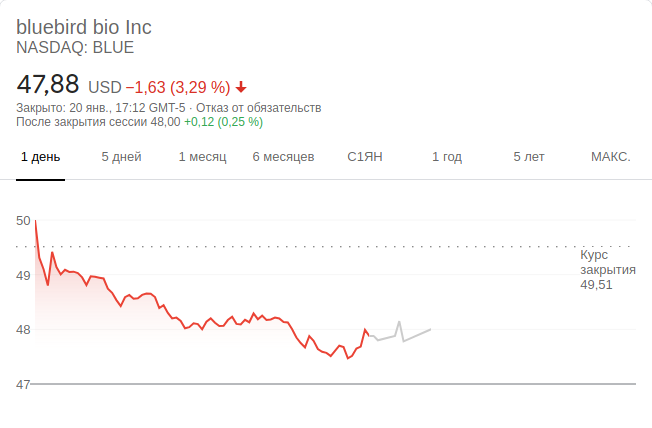 bluebird bio Inc
NASDAQ: BLUE
47,88 USD −1,63 (3,29 %)
Закрыто: 20 янв., 17:12 GMT-5 · Отказ от обязательств
После закрытия сессии 48,00 +0,12 (0,25 %)
1 день 5 дней 1 месяц 6 месяцев С1ЯН 1 год 5 лет МАКС.
50
Курс
закрытия
49,51
49
48
47